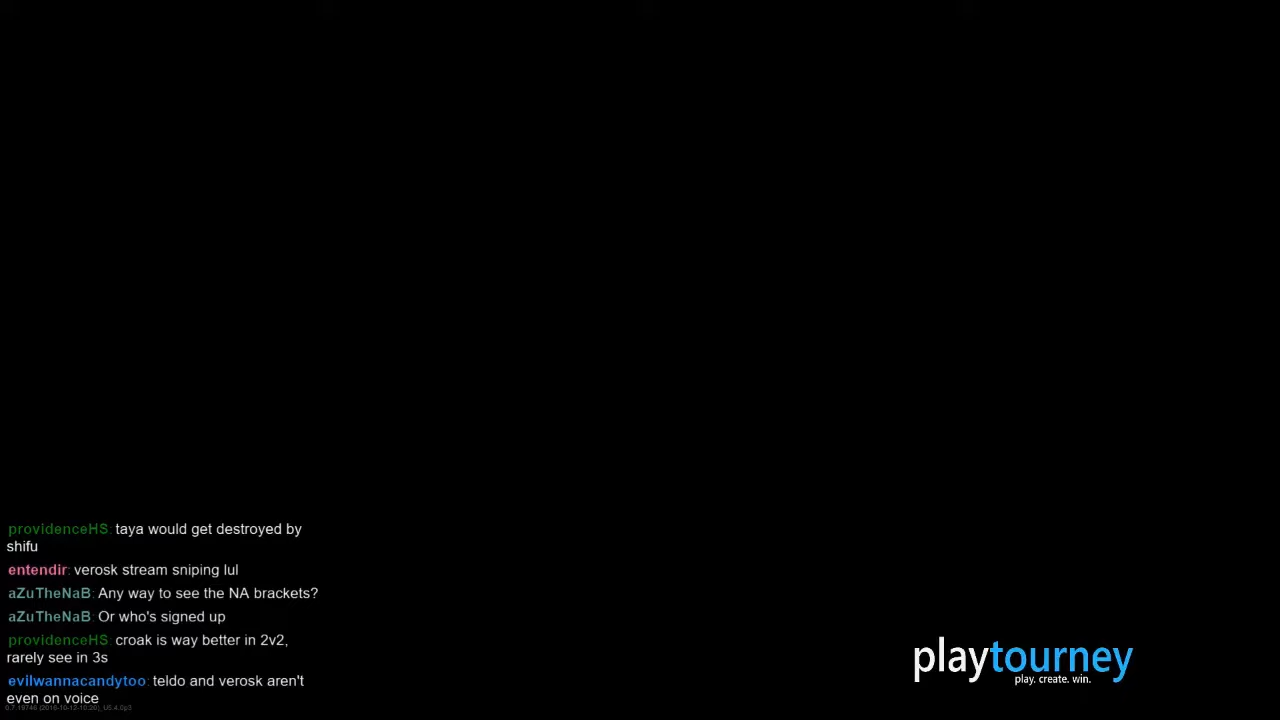 providenceHS: taya would get destroyed by
shifu
entendir: verosk stream sniping lul
aZuTheNaB: Any way to see the NA brackets?
aZuTheNaB: Or who's signed up
providenceHS: croak is way better in 2v2,
rarely see in 3s
evilwannacandytoo: teldo and verosk aren't
even on voice
playtourney
play. create. win.